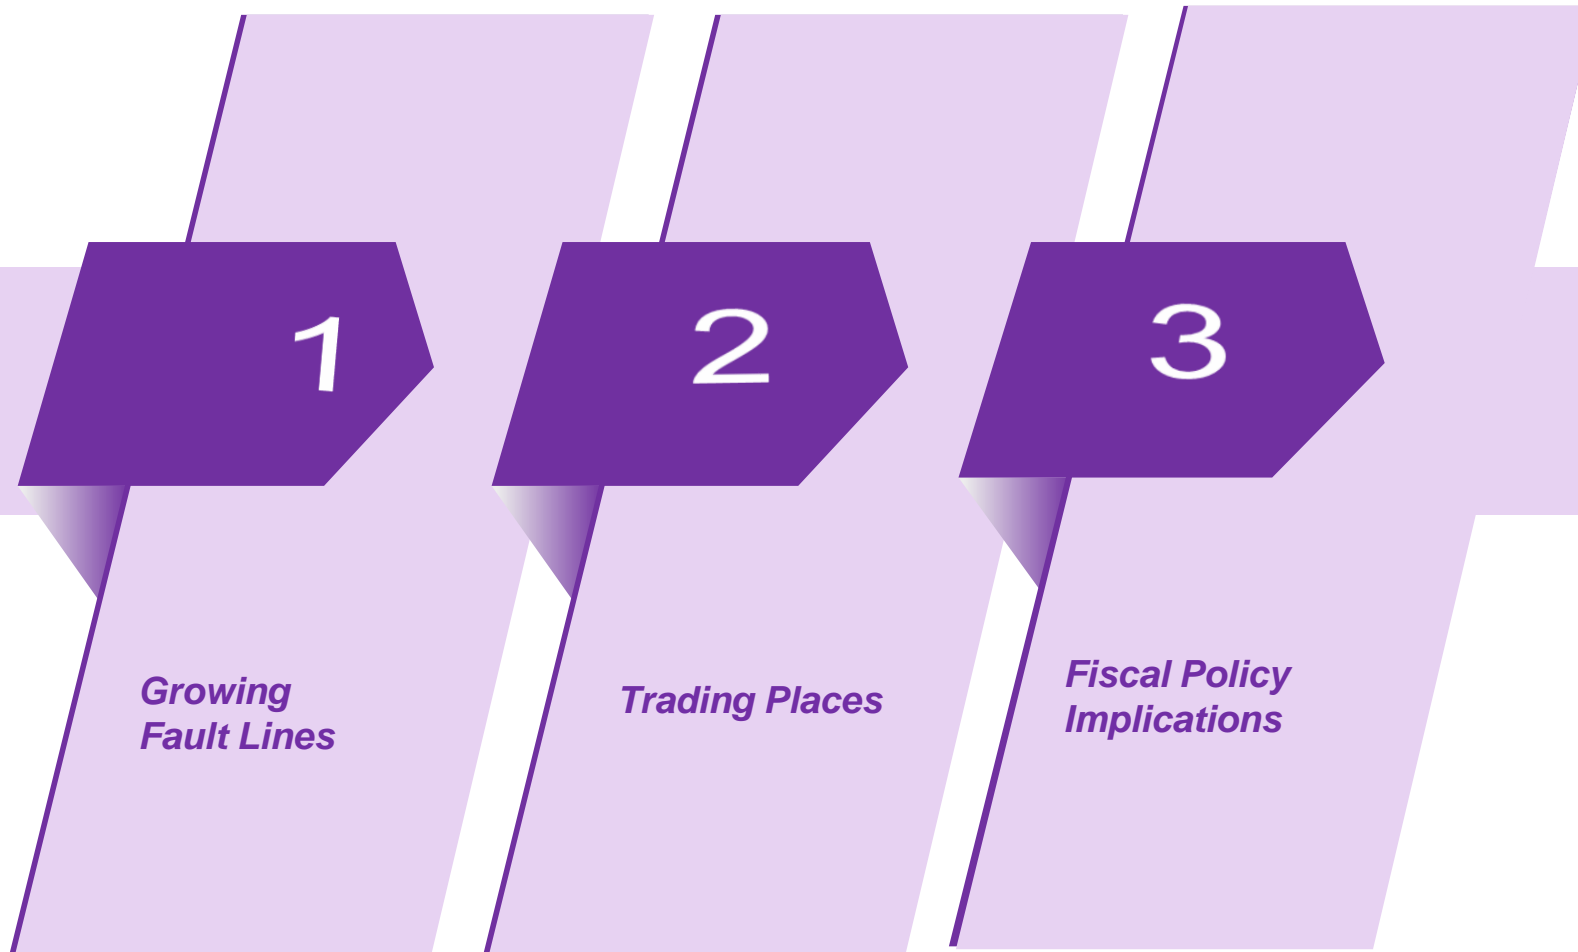 1
2
3
Growing
Fault Lines
Trading Places
Fiscal Policy
Implications